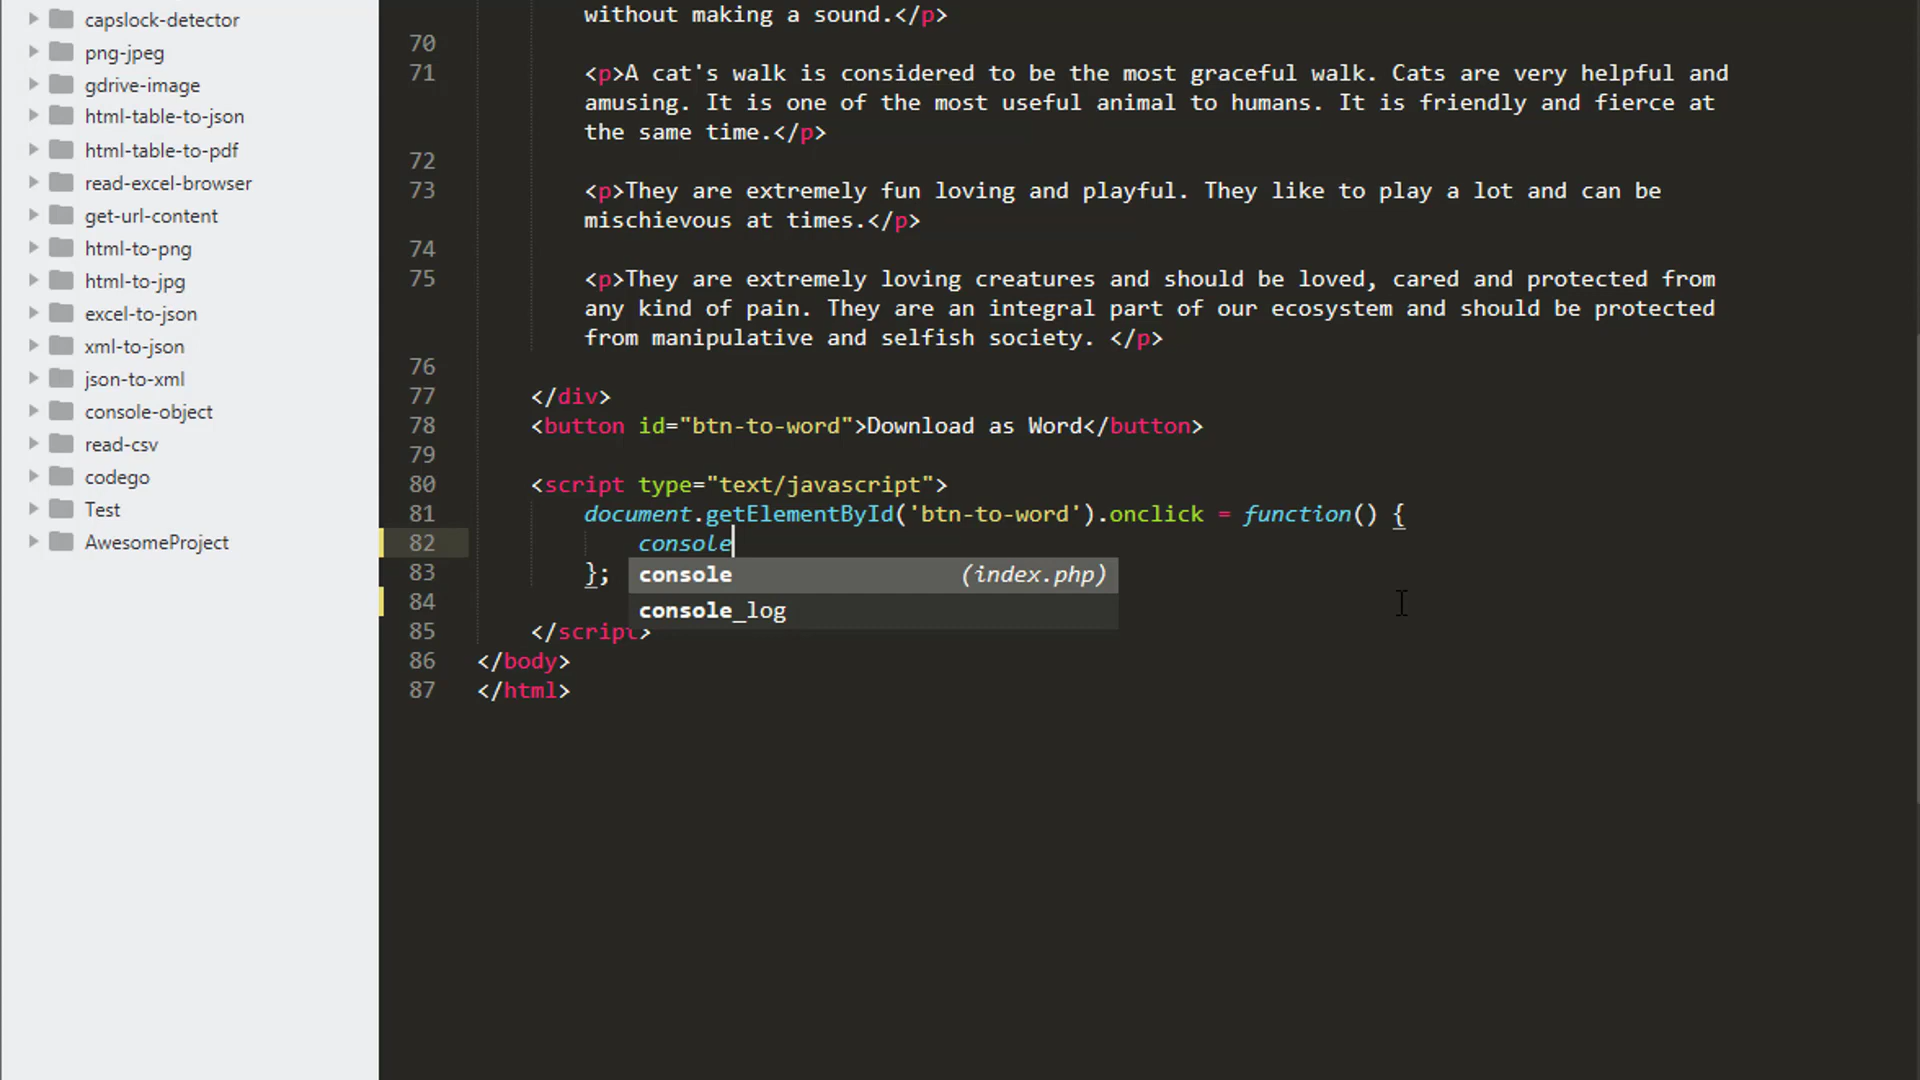 capslock-detector
png-jpeg
gdrive-image
html-table-to-json
html-table-to-pdf
read-excel-browser
get-url-content
html-to-png
html-to-jpg
excel-to-json
xml-to-json
json-to-xml
console-object
read-csv
codego
Test
AwesomeProject
without making a sound.</p>
70
71 <p>A cat's walk is considered to be the most graceful walk. Cats are very helpful and
amusing. It is one of the most useful animal to humans. It is friendly and fierce at
the same time.</p>
72
73 <p>They are extremely fun loving and playful. They like to play a lot and can be
mischievous at times.</p>
74
75 <p>They are extremely loving creatures and should be loved, cared and protected from
any kind of pain. They are an integral part of our ecosystem and should be protected
from manipulative and selfish society. </p>
76
77 </div>
78 <button id="btn-to-word">Download as Word</button>
79
80 <script type="text/javascript">
81 document.getElementById('btn-to-word').onclick = function() {
82 console
83 };
console (index.php)
84
console_log
85 </script>
86 </body>
87 </html>